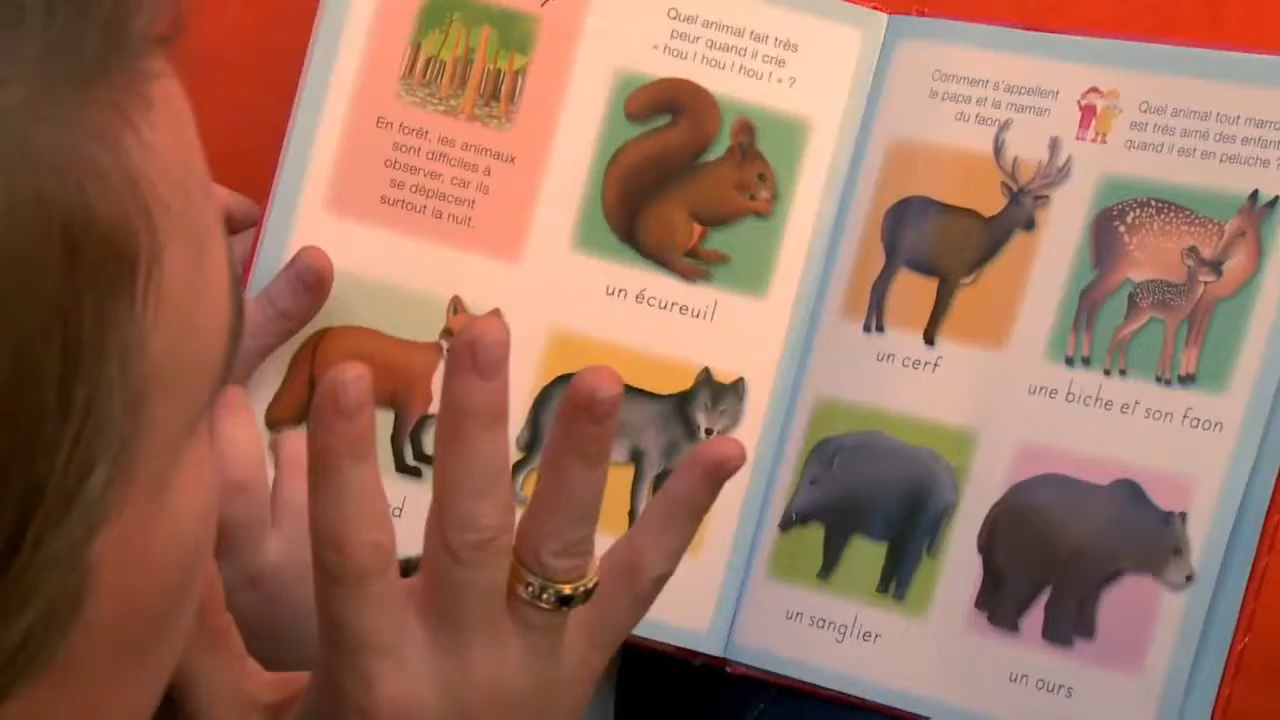 En forêt, les animaux
sont difficiles à
observer, car ils
se déplacent
surtout la nuit.
Quel animal fait très
peur quand il crie
« hou ! hou ! hou ! » ?
un écureuil
d
Comment s'appellent
le papa et la maman
du faon
Quel animal tout
est très aimé des
quand il est en peluche ?
un cerf
une biche et son faon
un sanglier
un ours